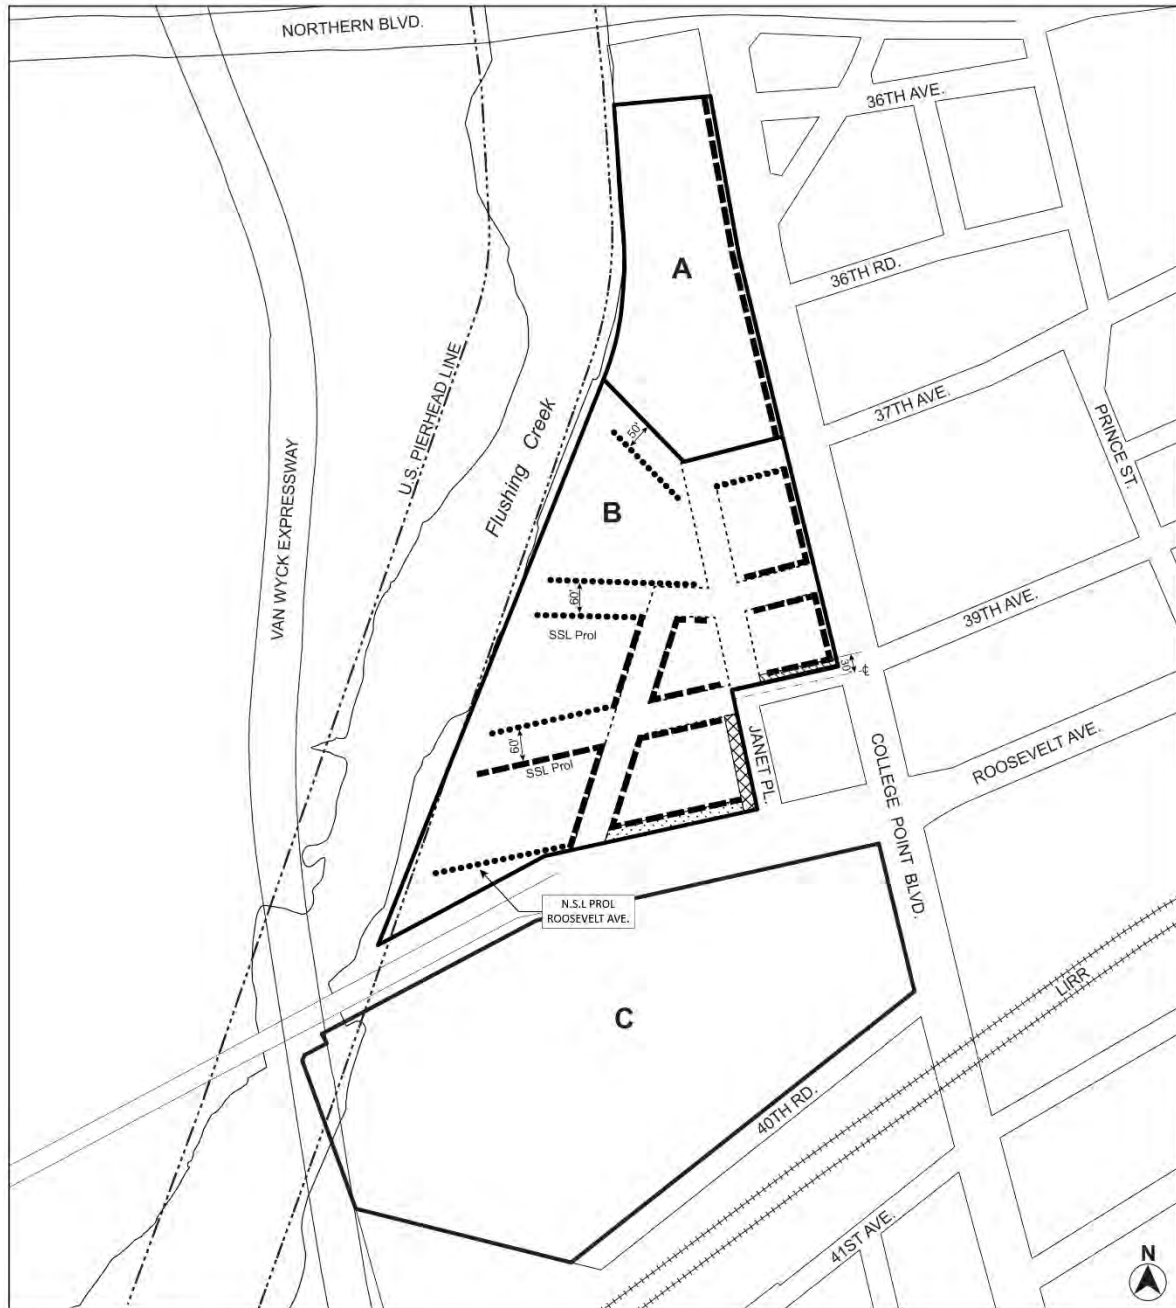 NORTHERN BLVD.
36TH AVE.
A
36TH RD.
U.S. PIERHEAD LINE
37TH AVE.
PRINCE ST.
Flushing Creek
50'
VAN WYCK EXPRESSWAY
B
60'
39TH AVE.
SSL Prol
30'
℄
JANET PL.
COLLEGE POINT BLVD.
60'
SSL Prol
ROOSEVELT AVE.
N.S.L PROL
ROOSEVELT AVE.
LIRR
C
40TH RD.
41ST AVE.
N